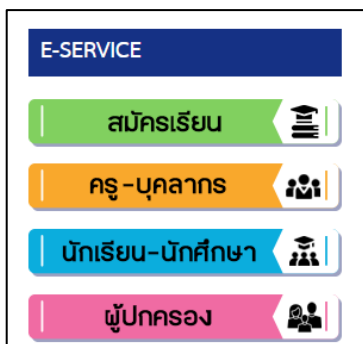 E-SERVICE
สมัครเรียน
ครู-บุคลากร
นักเรียน-นักศึกษา
ผู้ปกครอง